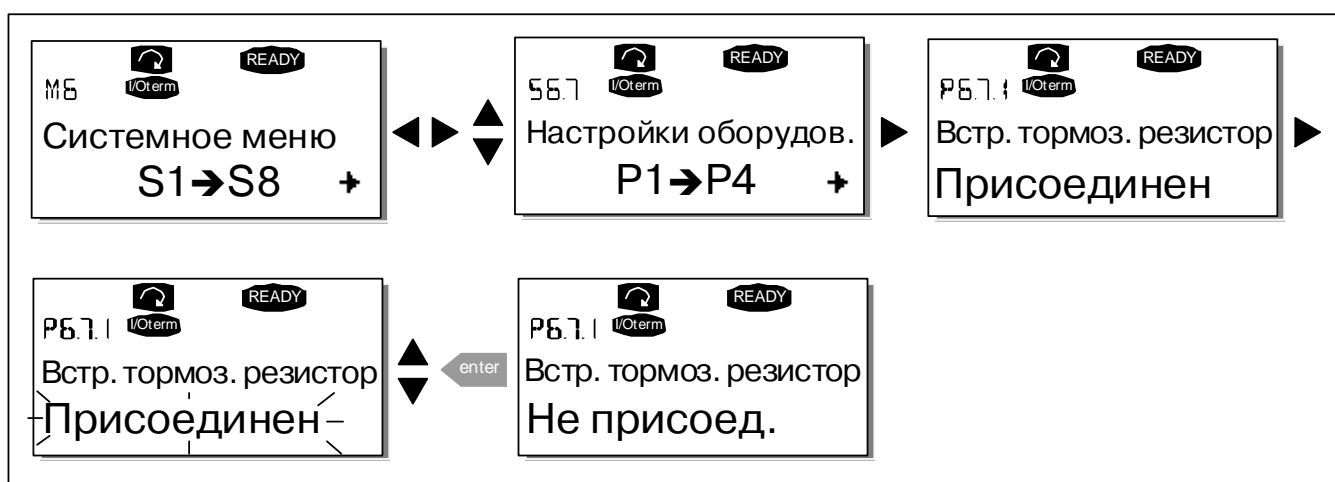 READY
M6 I/Oterm
Системное меню
S1➔S8
READY
S6.7 I/Oterm
Настройки оборудов.
P1➔P4
READY
P6.7.1 I/Oterm
Встр. тормоз. резистор
Присоединен
READY
P6.7.1 I/Oterm
Встр. тормоз. резистор
Присоединен
enter
READY
P6.7.1 I/Oterm
Встр. тормоз. резистор
Не присоед.